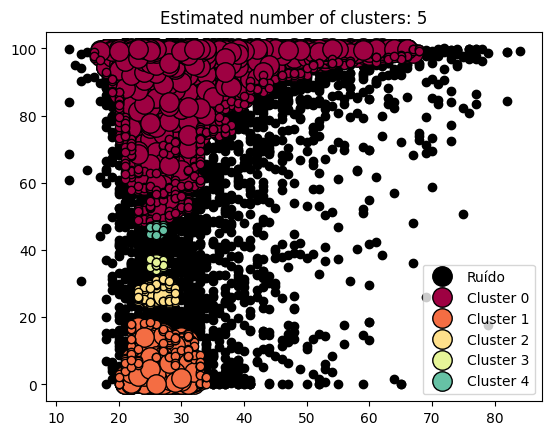 Estimated number of clusters: 5
100
80
60
40
20
0
Ruído
Cluster 0
Cluster 1
Cluster 2
Cluster 3
Cluster 4
10 20 30 40 50 60 70 80